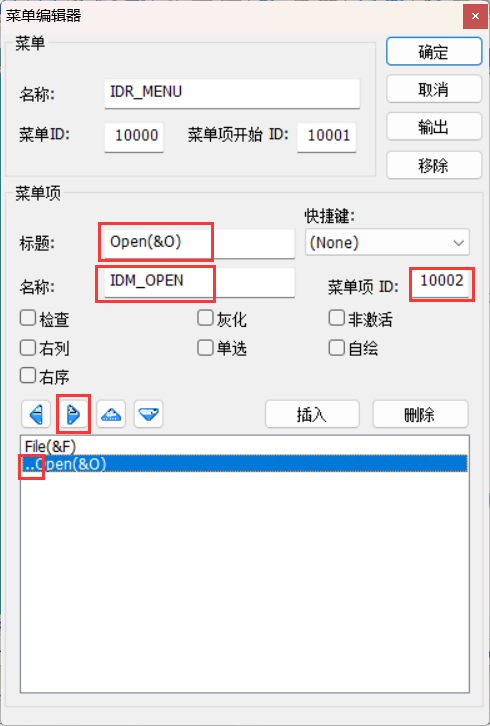 菜单编辑器
菜单
名称: IDR_MENU
菜单ID: 10000 菜单项开始 ID: 10001
确定
取消
输出
移除
菜单项
快捷键:
标题: Open(&O) (None)
名称: IDM_OPEN 菜单项 ID: 10002
检查 灰化 非激活
右列 单选 自绘
右序
插入 删除
File(&F)
..Open(&O)